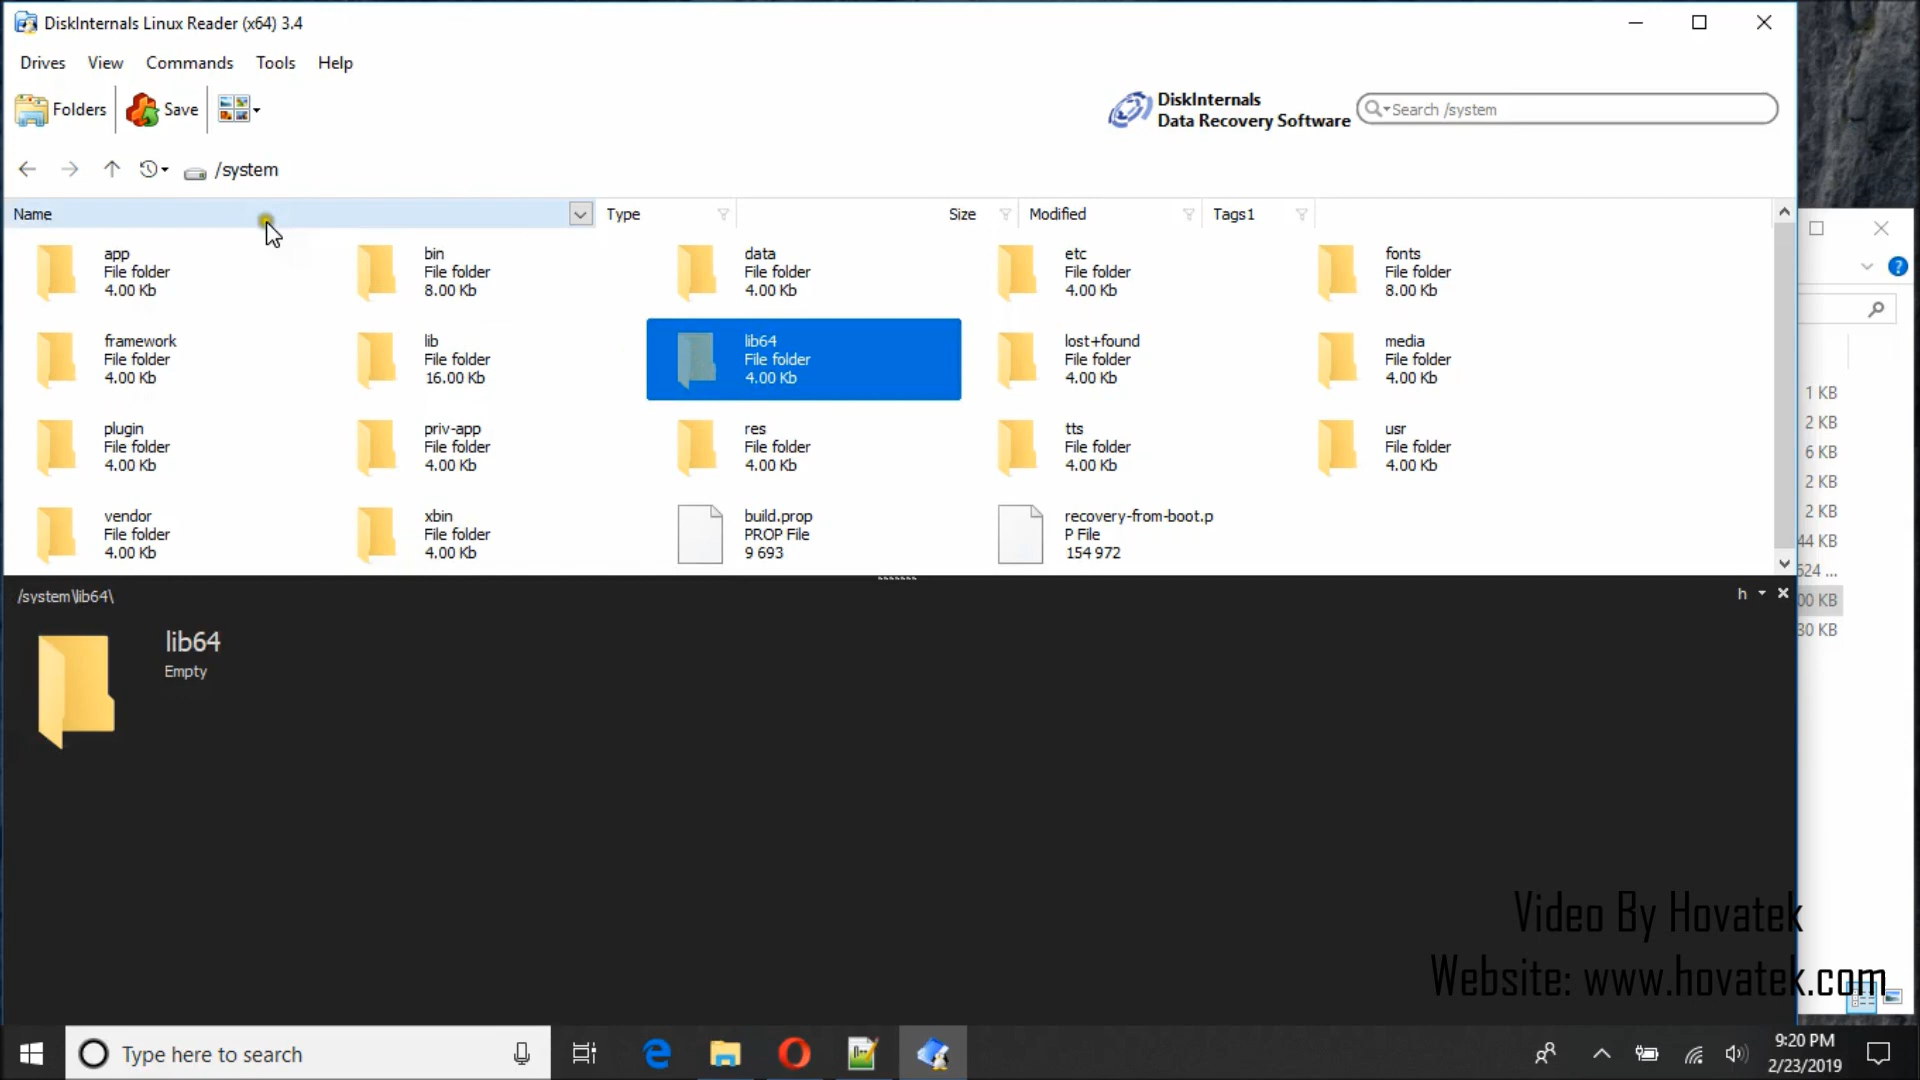 DiskInternals Linux Reader (x64) 3.4
Drives View Commands Tools Help
Folders Save
DiskInternals
Data Recovery Software
Search /system
/system
Name Type Size Modified Tags1
app
File folder
4.00 Kb
bin
File folder
8.00 Kb
data
File folder
4.00 Kb
etc
File folder
4.00 Kb
fonts
File folder
8.00 Kb
framework
File folder
4.00 Kb
lib
File folder
16.00 Kb
lib64
File folder
4.00 Kb
lost+found
File folder
4.00 Kb
media
File folder
4.00 Kb
plugin
File folder
4.00 Kb
priv-app
File folder
4.00 Kb
res
File folder
4.00 Kb
tts
File folder
4.00 Kb
usr
File folder
4.00 Kb
vendor
File folder
4.00 Kb
xbin
File folder
4.00 Kb
build.prop
PROP File
9 693
recovery-from-boot.p
P File
154 972
1 KB
2 KB
6 KB
2 KB
2 KB
44 KB
624 ...
00 KB
30 KB
/system\lib64\
h
lib64
Empty
Video By Hovatek
Website: www.hovatek.com
Type here to search
9:20 PM
2/23/2019